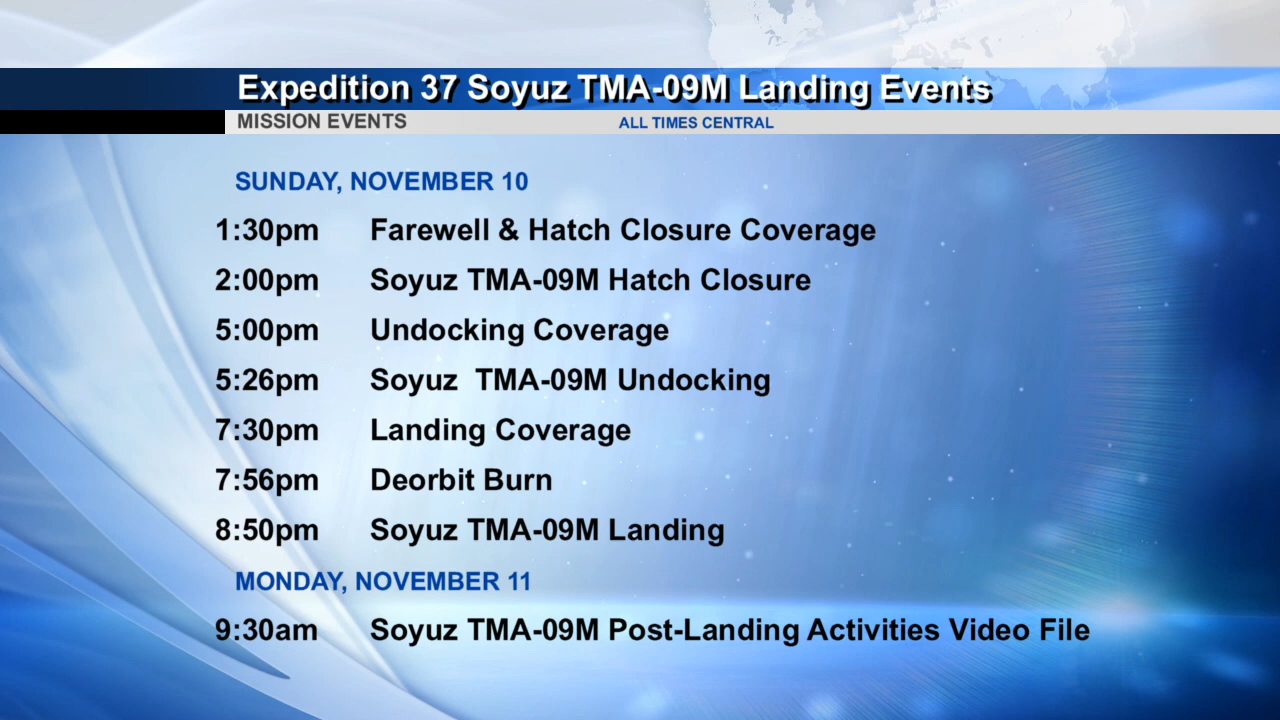 Expedition 37 Soyuz TMA-09M Landing Events
MISSION EVENTS ALL TIMES CENTRAL
SUNDAY, NOVEMBER 10
1:30pm Farewell & Hatch Closure Coverage
2:00pm Soyuz TMA-09M Hatch Closure
5:00pm Undocking Coverage
5:26pm Soyuz TMA-09M Undocking
7:30pm Landing Coverage
7:56pm Deorbit Burn
8:50pm Soyuz TMA-09M Landing
MONDAY, NOVEMBER 11
9:30am Soyuz TMA-09M Post-Landing Activities Video File